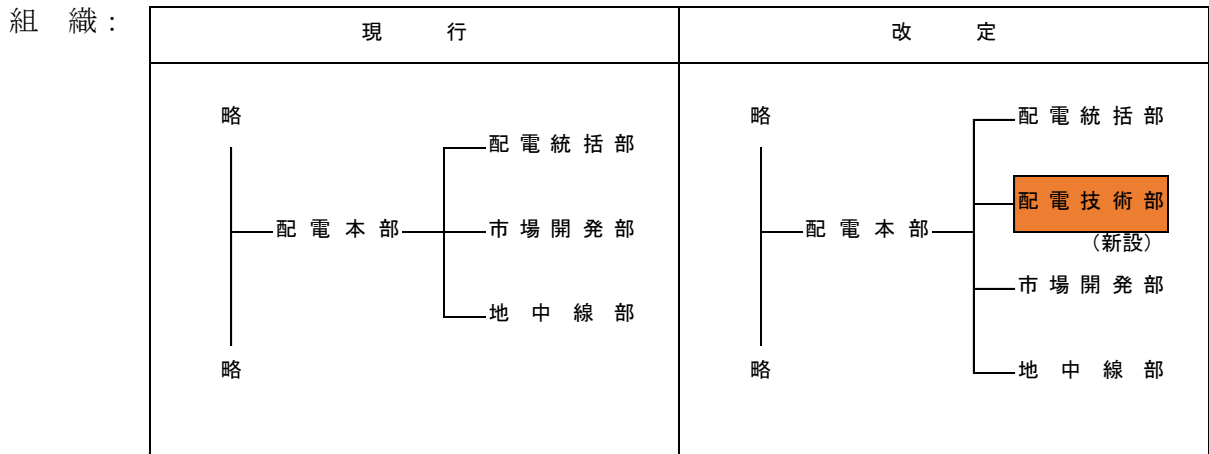 組　織：
現　行
改　定
略
配電統括部
配電本部
市場開発部
地中線部
略
略
配電統括部
配電技術部
（新設）
配電本部
市場開発部
地中線部
略